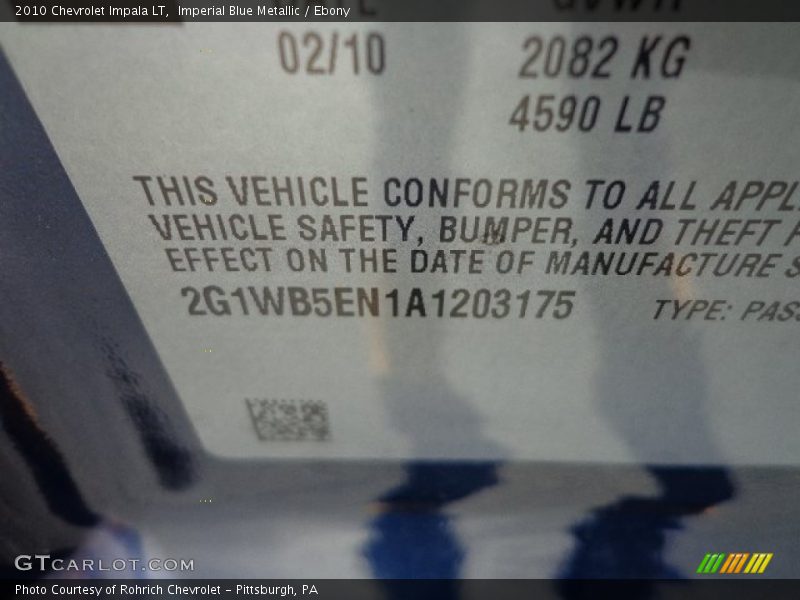 2010 Chevrolet Impala LT, Imperial Blue Metallic / Ebony
02/10 2082 KG
4590 LB
THIS VEHICLE CONFORMS TO ALL APPL
VEHICLE SAFETY, BUMPER, AND THEFT
EFFECT ON THE DATE OF MANUFACTURE S
2G1WB5EN1A1203175 TYPE: PASS
GTCARLOT.COM
Photo Courtesy of Rohrich Chevrolet – Pittsburgh, PA